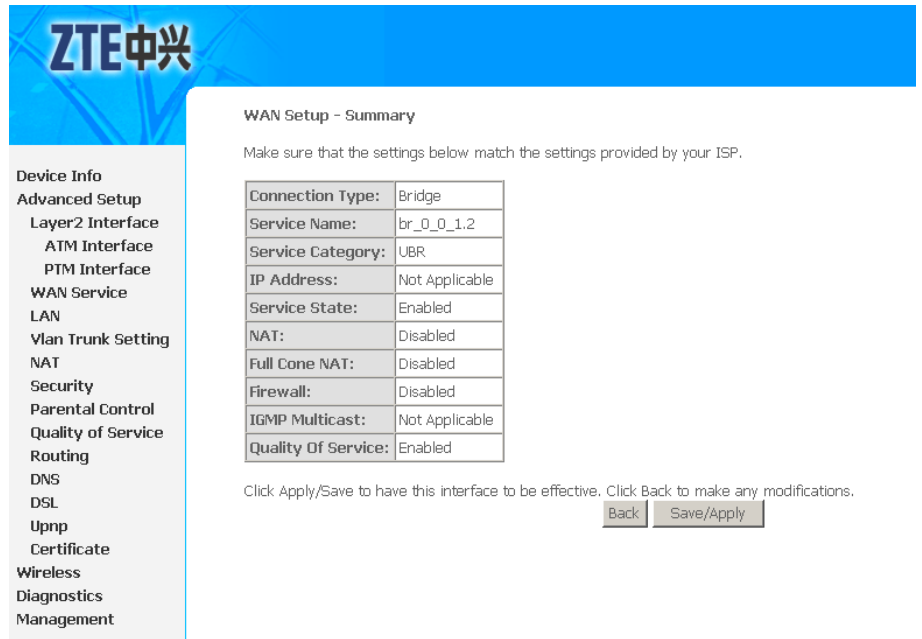 ZTE中兴
Device Info
Advanced Setup
Layer2 Interface
ATM Interface
PTM Interface
WAN Service
LAN
Vlan Trunk Setting
NAT
Security
Parental Control
Quality of Service
Routing
DNS
DSL
Upnp
Certificate
Wireless
Diagnostics
Management
WAN Setup - Summary
Make sure that the settings below match the settings provided by your ISP.
Connection Type: Bridge
Service Name: br_0_0_1.2
Service Category: UBR
IP Address: Not Applicable
Service State: Enabled
NAT: Disabled
Full Cone NAT: Disabled
Firewall: Disabled
IGMP Multicast: Not Applicable
Quality Of Service: Enabled
Click Apply/Save to have this interface to be effective. Click Back to make any modifications.
Back Save/Apply